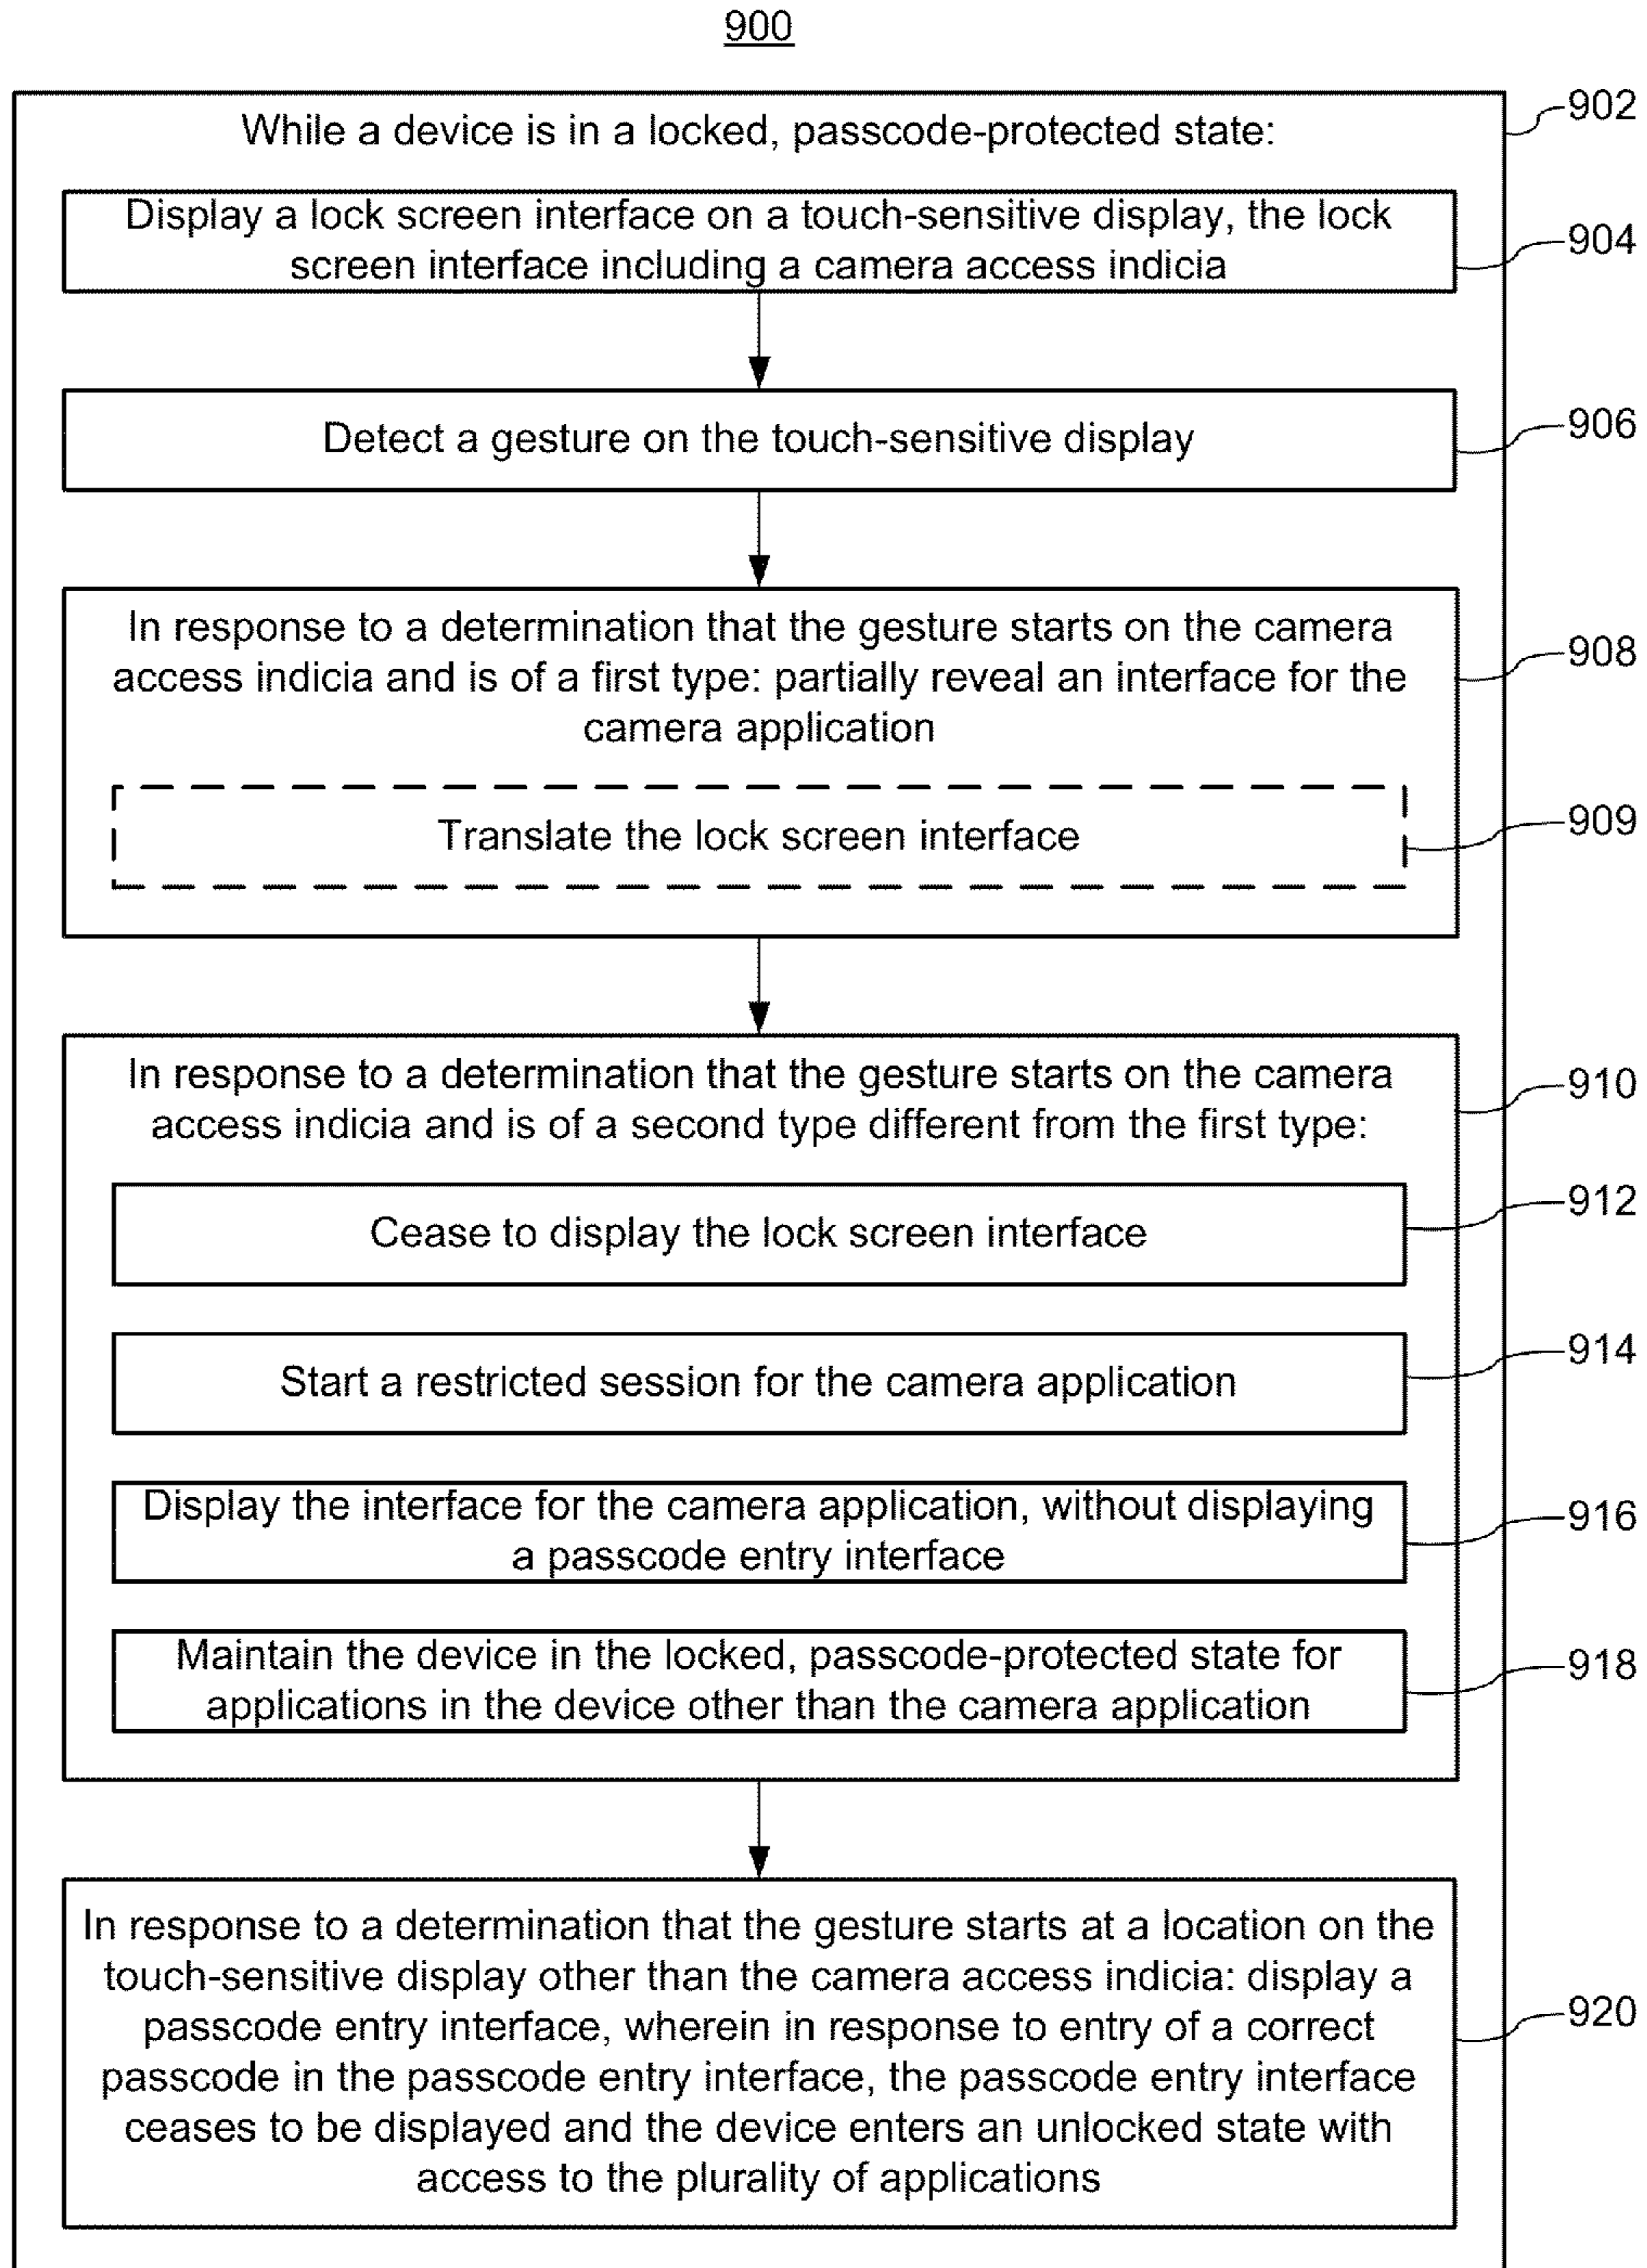 900
While a device is in a locked, passcode-protected state:
902
Display a lock screen interface on a touch-sensitive display, the lock
screen interface including a camera access indicia
904
Detect a gesture on the touch-sensitive display
906
In response to a determination that the gesture starts on the camera
access indicia and is of a first type: partially reveal an interface for the
camera application
908
Translate the lock screen interface
909
In response to a determination that the gesture starts on the camera
access indicia and is of a second type different from the first type:
910
Cease to display the lock screen interface
912
Start a restricted session for the camera application
914
Display the interface for the camera application, without displaying
a passcode entry interface
916
Maintain the device in the locked, passcode-protected state for
applications in the device other than the camera application
918
In response to a determination that the gesture starts at a location on the
touch-sensitive display other than the camera access indicia: display a
passcode entry interface, wherein in response to entry of a correct
passcode in the passcode entry interface, the passcode entry interface
ceases to be displayed and the device enters an unlocked state with
access to the plurality of applications
920